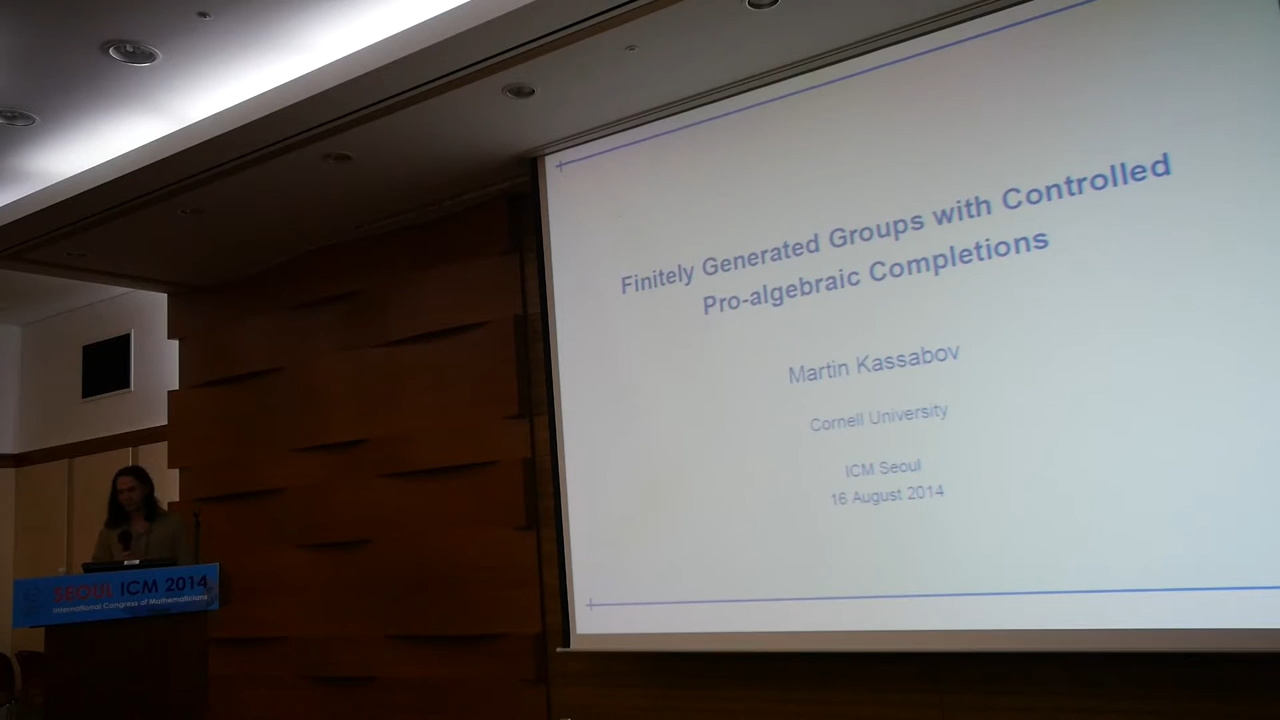 Finitely Generated Groups with Controlled
Pro-algebraic Completions
Martin Kassabov
Cornell University
ICM Seoul
16 August 2014
SEOUL ICM 2014
International Congress of Mathematicians